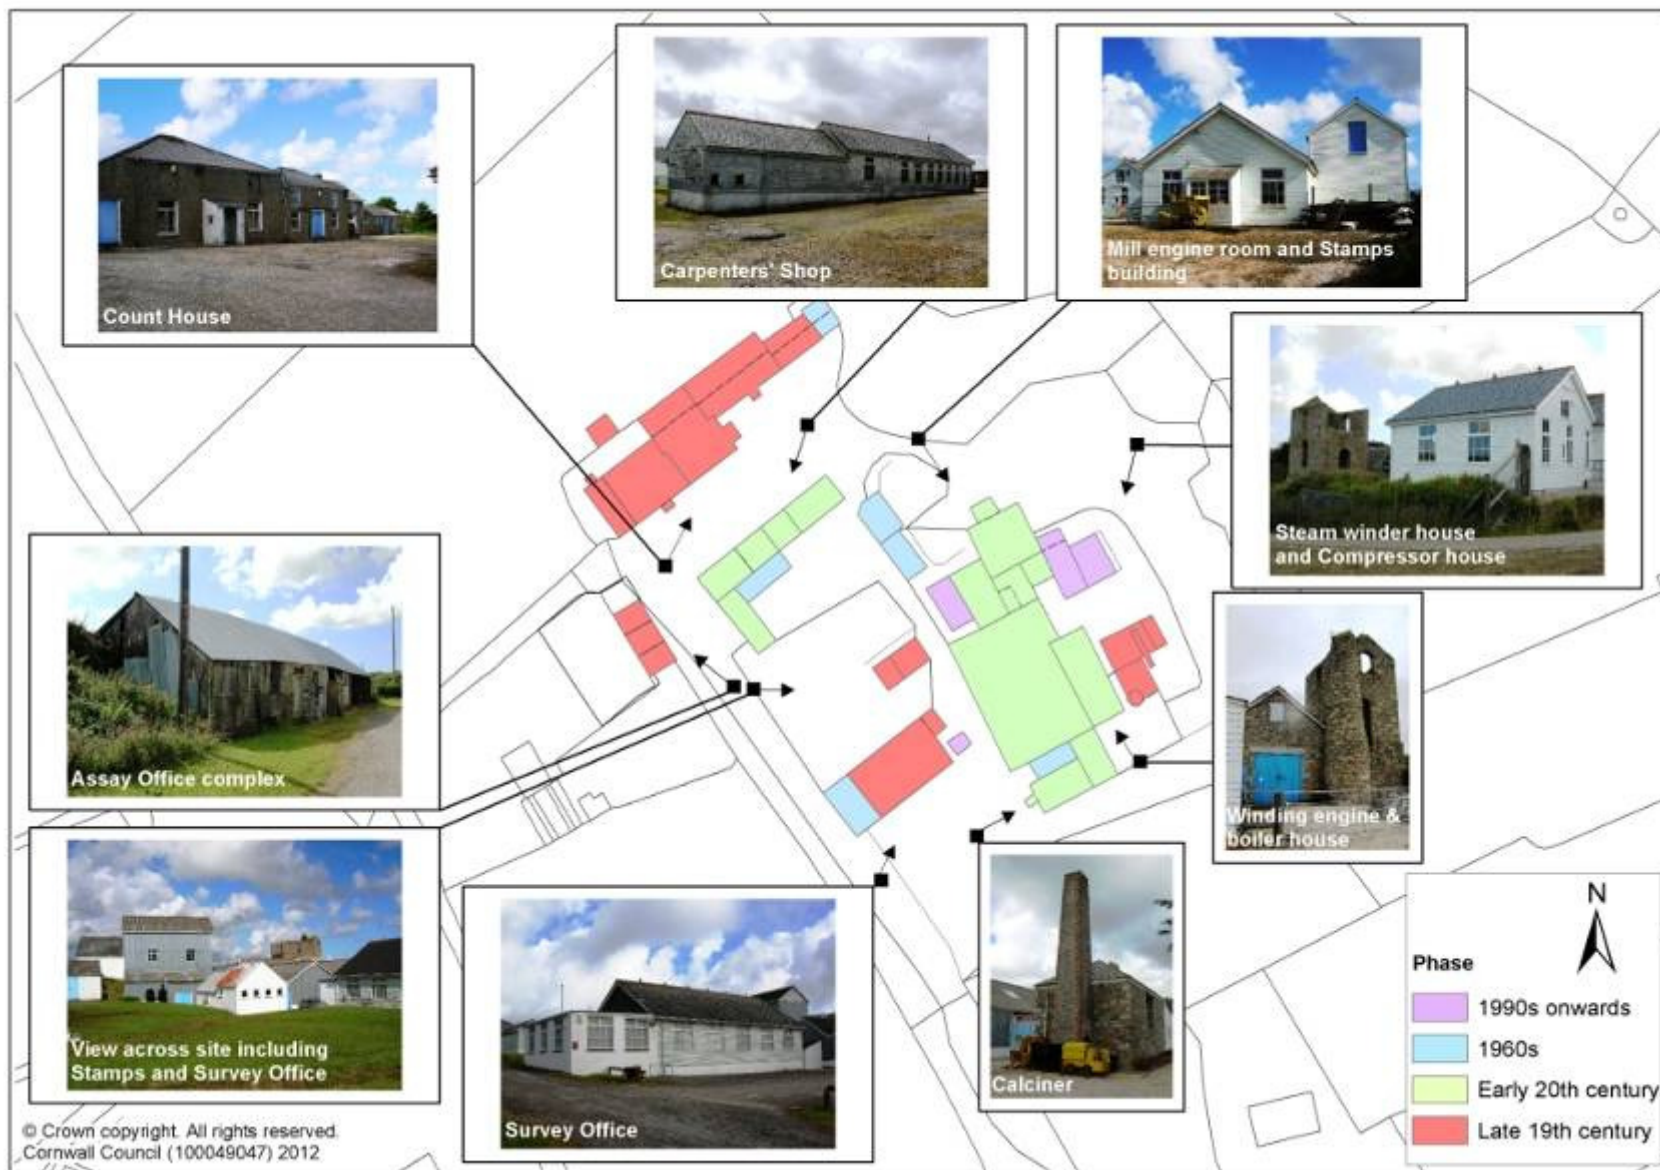 Count House
Carpenters' Shop
Mill engine room and Stamps
building
Steam winder house
and Compressor house
Assay Office complex
Winding engine &
boiler house
View across site including
Stamps and Survey Office
Survey Office
Calciner
N
Phase
1990s onwards
1960s
Early 20th century
Late 19th century
© Crown copyright. All rights reserved.
Cornwall Council (100049047) 2012